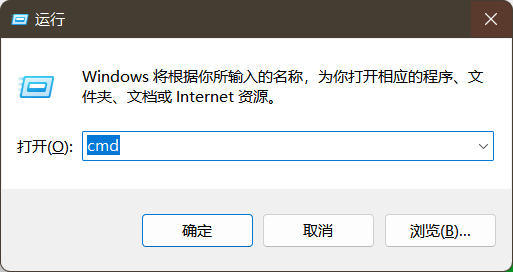 运行
Windows 将根据你所输入的名称，为你打开相应的程序、文
件夹、文档或 Internet 资源。
打开(O): cmd
确定 取消 浏览(B)...